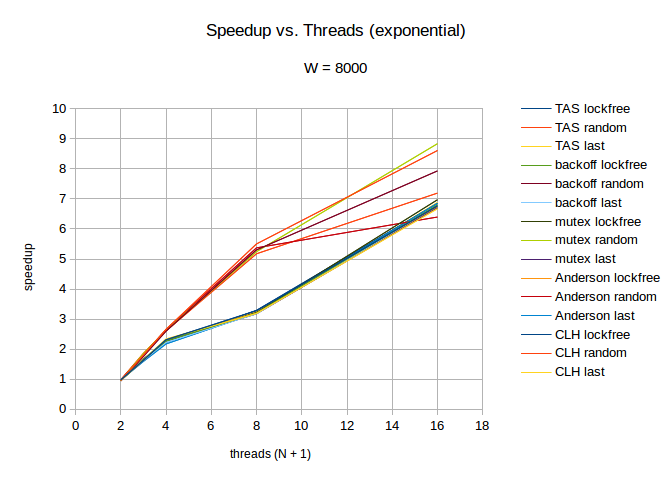 Speedup vs. Threads (exponential)
W = 8000
10
9
8
7
6
5
4
3
2
1
0
speedup
0 2 4 6 8 10 12 14 16 18
threads (N + 1)
TAS lockfree
TAS random
TAS last
backoff lockfree
backoff random
backoff last
mutex lockfree
mutex random
mutex last
Anderson lockfree
Anderson random
Anderson last
CLH lockfree
CLH random
CLH last